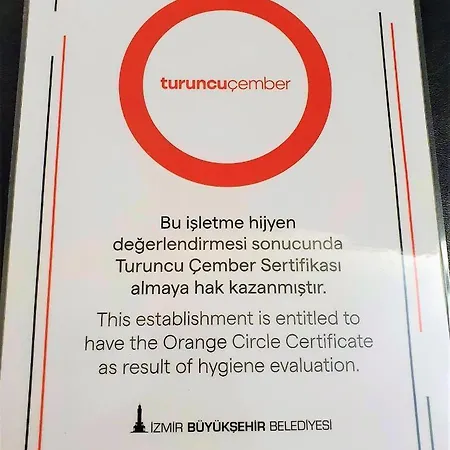 turuncuçember
Bu işletme hijyen
değerlendirmesi sonucunda
Turuncu Çember Sertifikası
almaya hak kazanmıştır.
This establishment is entitled to
have the Orange Circle Certificate
as result of hygiene evaluation.
İZMİR BÜYÜKŞEHİR BELEDİYESİ